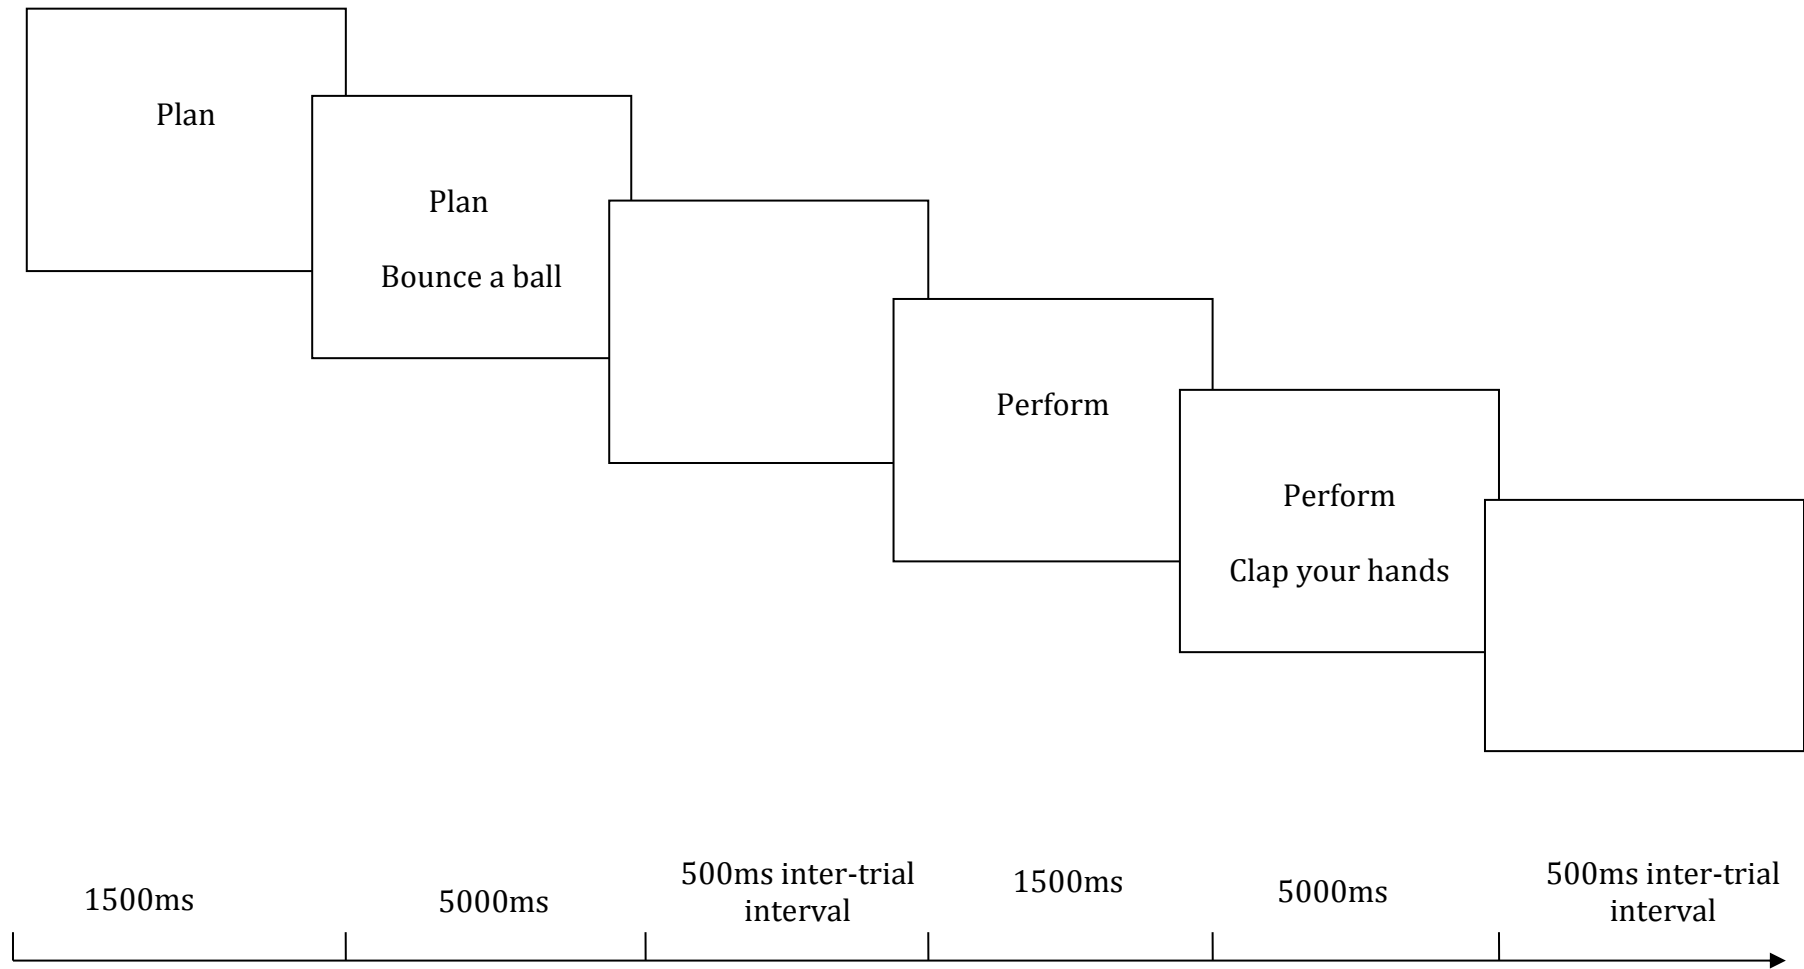 Plan
Plan
Bounce a ball
Perform
Perform
Clap your hands
1500ms
5000ms
500ms inter-trial
interval
1500ms
5000ms
500ms inter-trial
interval